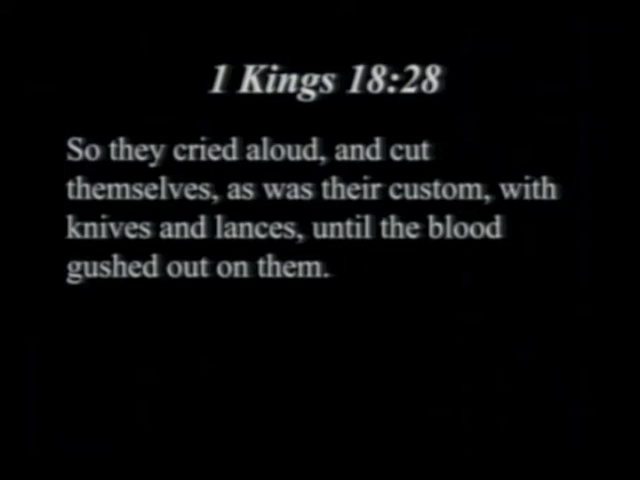 1 Kings 18:28
So they cried aloud, and cut
themselves, as was their custom, with
knives and lances, until the blood
gushed out on them.